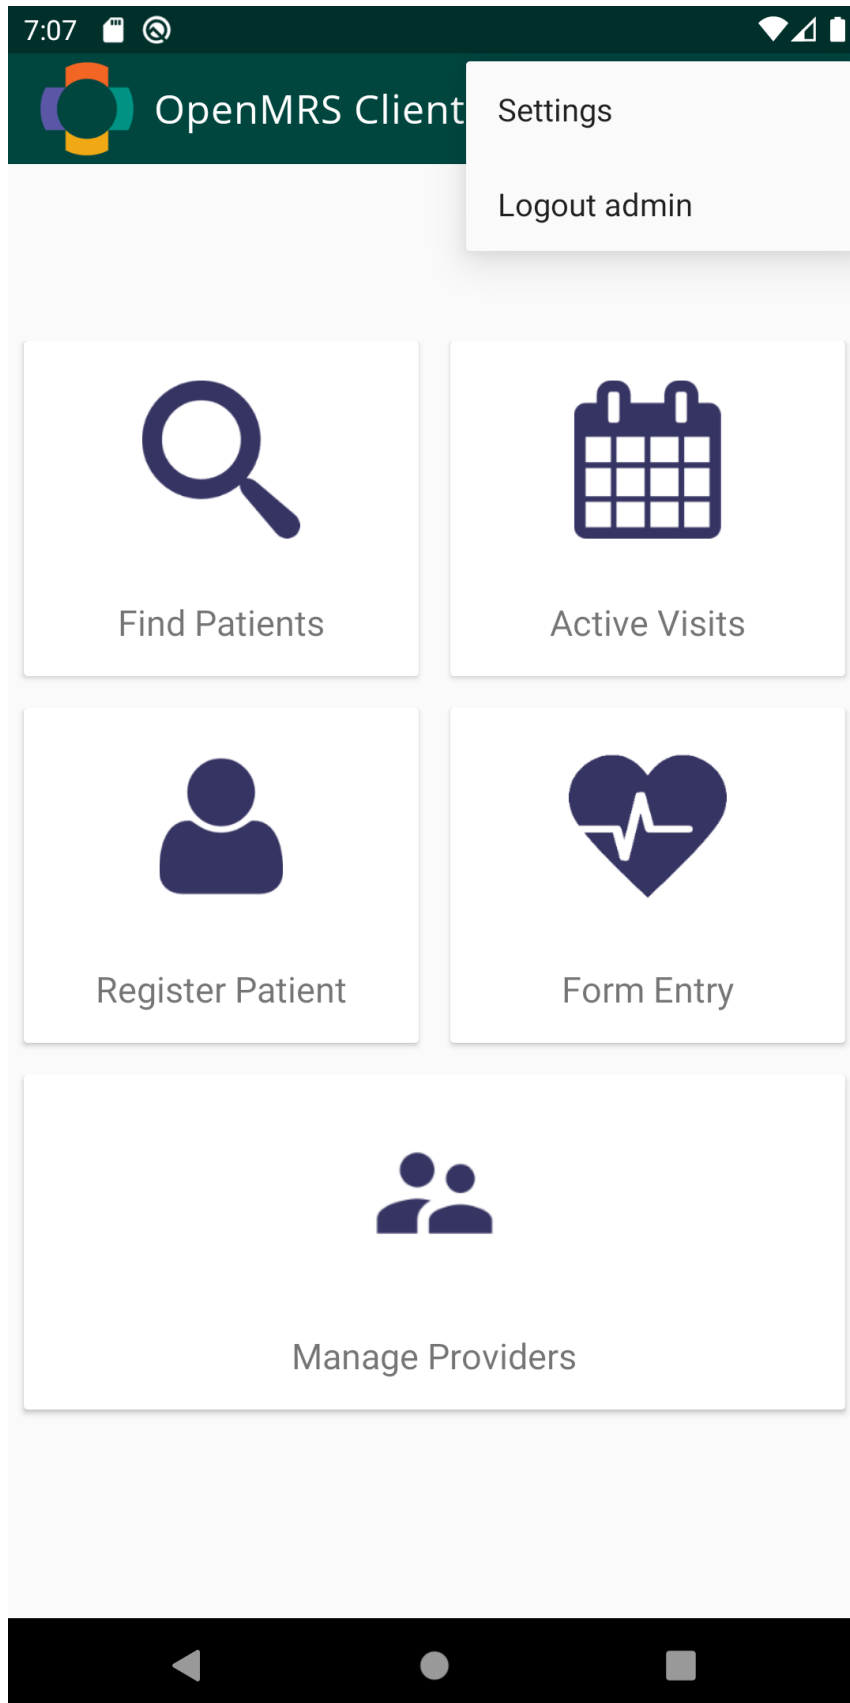 7:07
OpenMRS Client
Settings
Logout admin
Find Patients
Active Visits
Register Patient
Form Entry
Manage Providers